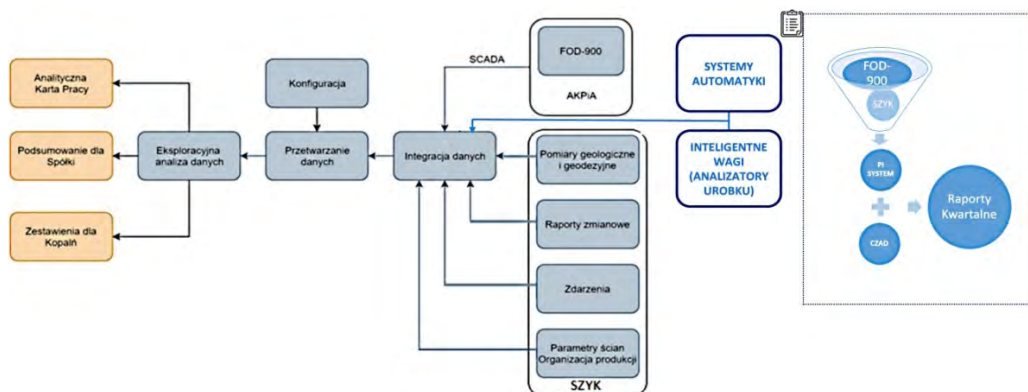 Analityczna
Karta Pracy
Podsumowanie dla
Spółki
Zestawienia dla
Kopalń
Eksploracyjna
analiza danych
Konfiguracja
Przetwarzanie
danych
Integracja danych
SCADA
FOD-900
AKPiA
Pomiary geologiczne
i geodezyjne
Raporty zmianowe
Zdarzenia
Parametry ścian
Organizacja produkcji
SZYK
SYSTEMY
AUTOMATYKI
INTELIGENTNE
WAGI
(ANALIZATORY
UROBKU)
FOD-
900
SZYK
PI
SYSTEM
CZAD
Raporty
Kwartalne